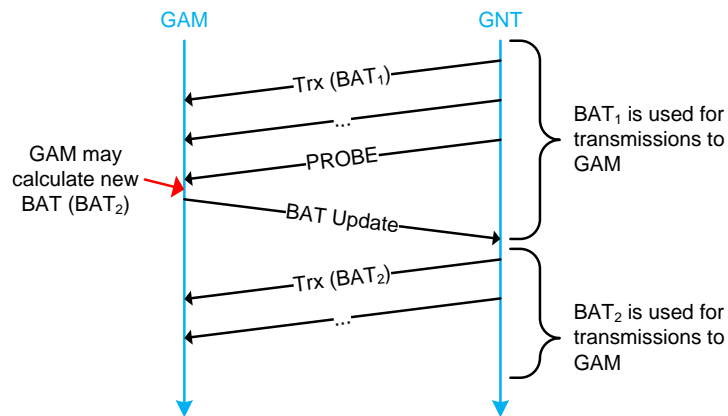 GAM
GNT
Trx (BAT₁)
...
PROBE
BAT Update
Trx (BAT₂)
...
GAM may
calculate new
BAT (BAT₂)
BAT₁ is used for
transmissions to
GAM
BAT₂ is used for
transmissions to
GAM